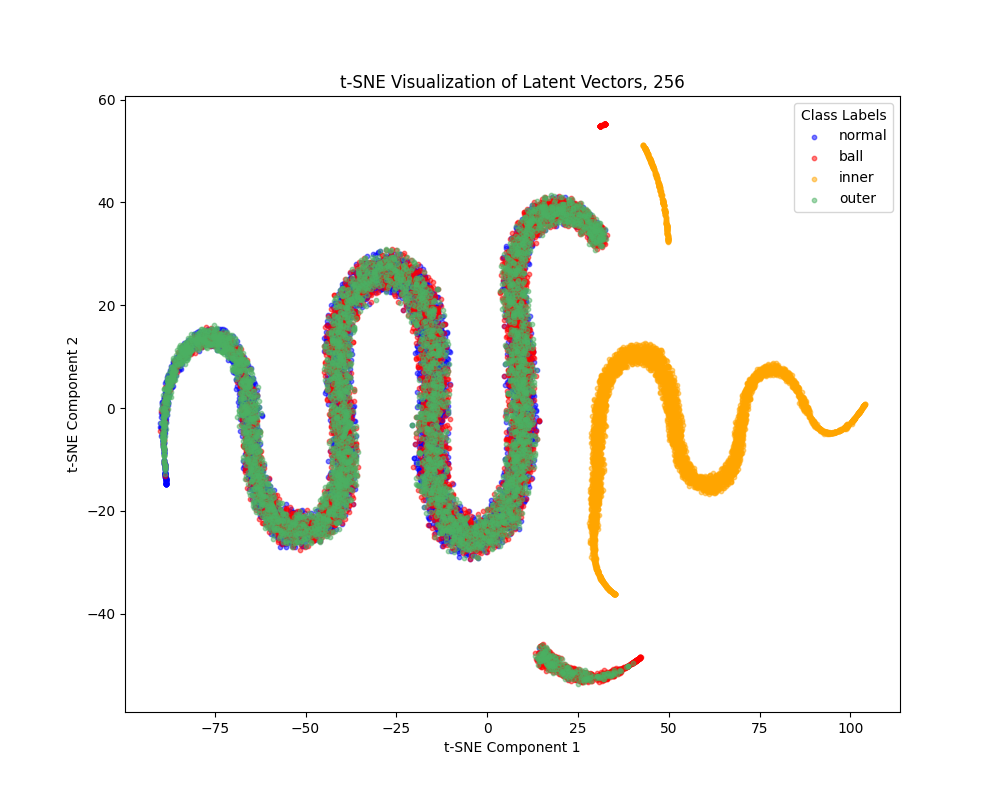 t-SNE Visualization of Latent Vectors, 256
Class Labels
normal
ball
inner
outer
60
40
20
0
−20
−40
t-SNE Component 2
−75
−50
−25
0
25
50
75
100
t-SNE Component 1